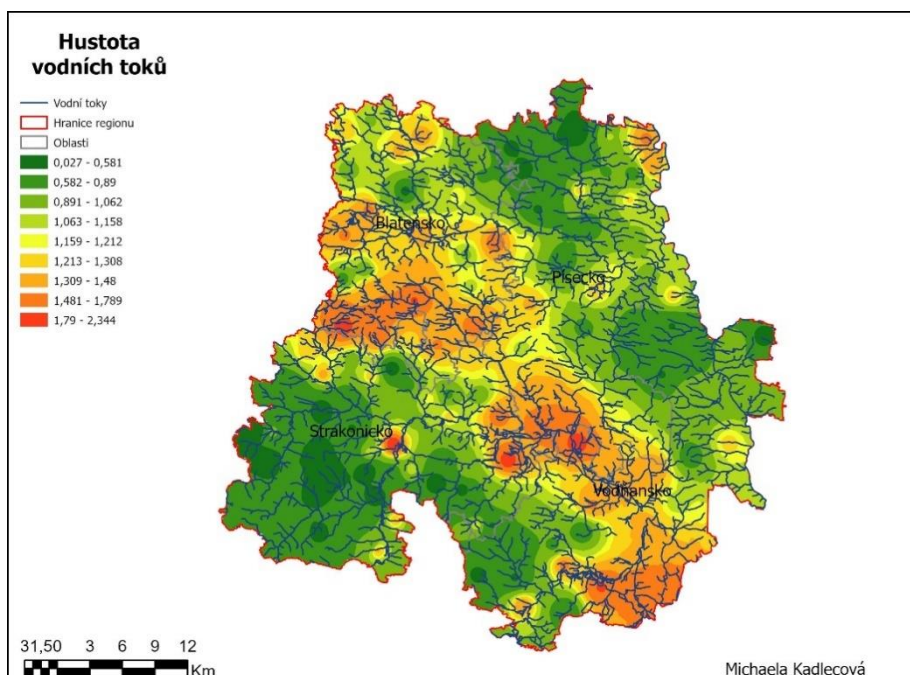 Hustota
vodních toků
Vodní toky
Hranice regionu
Oblasti
0,027 - 0,581
0,582 - 0,89
0,891 - 1,062
1,063 - 1,158
1,159 - 1,212
1,213 - 1,308
1,309 - 1,48
1,481 - 1,789
1,79 - 2,344
Blatensko
Písecko
Strakonicko
Vodňansko
31,50 3 6 9 12
Km
Michaela Kadlecová